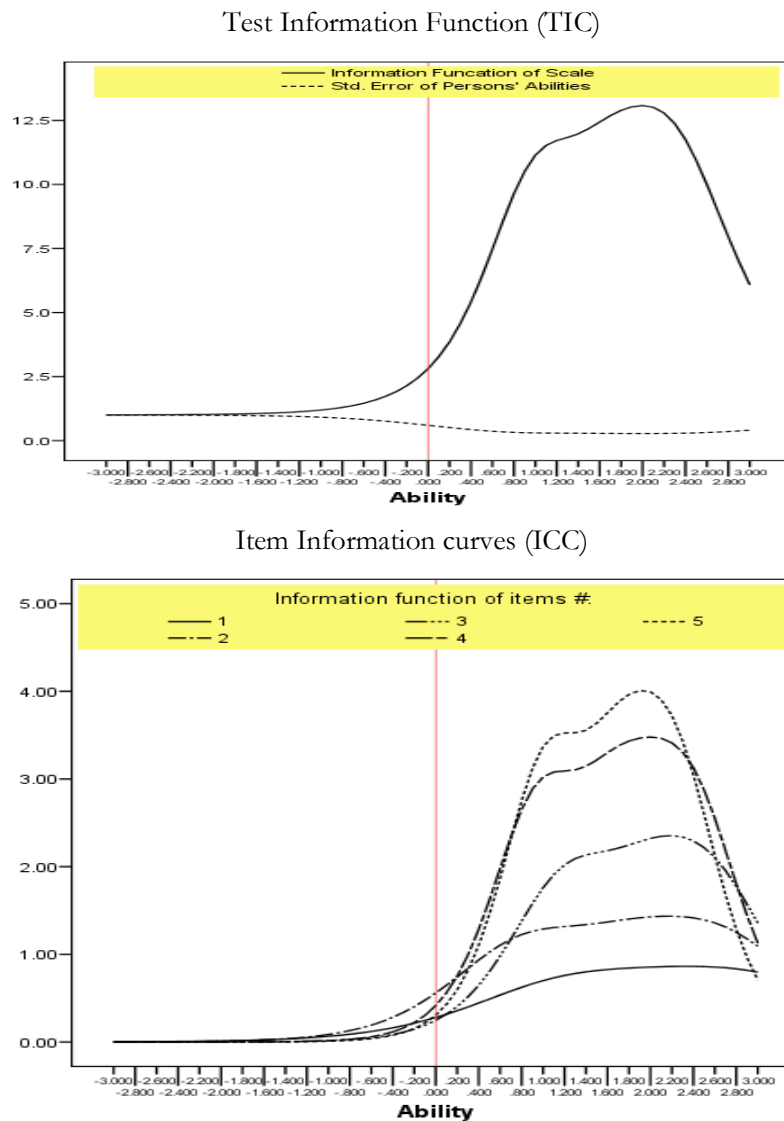 Test Information Function (TIC)
Information Funcation of Scale
Std. Error of Persons' Abilities
12.5
10.0
7.5
5.0
2.5
0.0
-3.000 -2.600 -2.200 -1.800 -1.400 -1.000 -.600 -.200 .200 .600 1.000 1.400 1.800 2.200 2.600 3.000
-2.800 -2.400 -2.000 -1.600 -1.200 -.800 -.400 .000 .400 .800 1.200 1.600 2.000 2.400 2.800
Ability
Item Information curves (ICC)
Information function of items #:
1 3 5
2 4
5.00
4.00
3.00
2.00
1.00
0.00
-3.000 -2.600 -2.200 -1.800 -1.400 -1.000 -.600 -.200 .200 .600 1.000 1.400 1.800 2.200 2.600 3.000
-2.800 -2.400 -2.000 -1.600 -1.200 -.800 -.400 .000 .400 .800 1.200 1.600 2.000 2.400 2.800
Ability